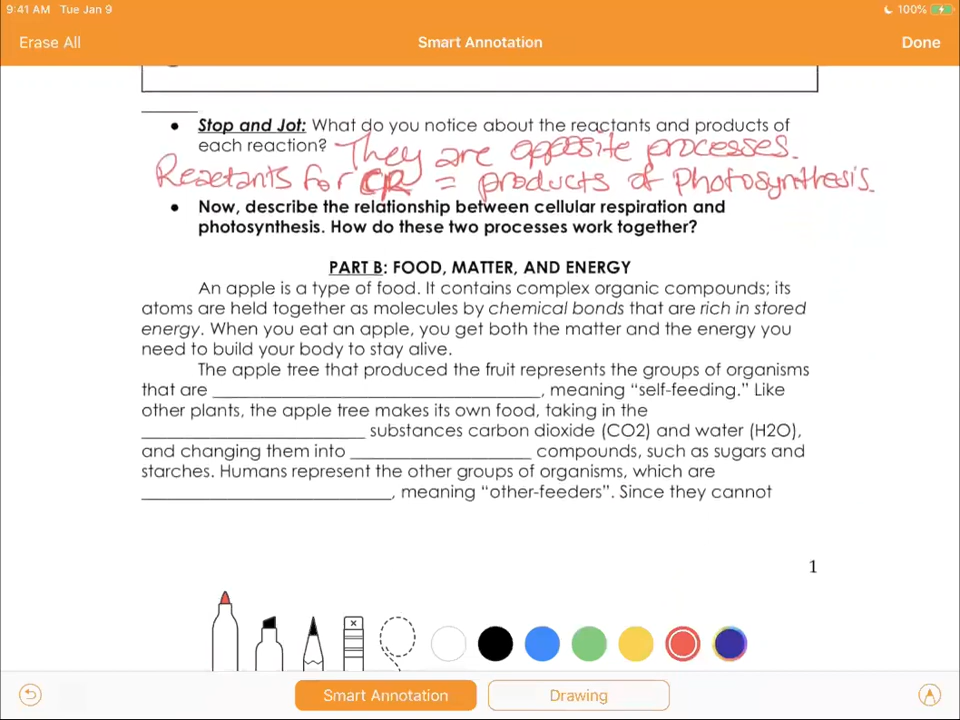 9:41 AM Tue Jan 9
100%
Erase All
Smart Annotation
Done
• Stop and Jot: What do you notice about the reactants and products of
each reaction? They are opposite processes.
Reactants for CR = products of Photosynthesis.
• Now, describe the relationship between cellular respiration and
photosynthesis. How do these two processes work together?
PART B: FOOD, MATTER, AND ENERGY
An apple is a type of food. It contains complex organic compounds; its
atoms are held together as molecules by chemical bonds that are rich in stored
energy. When you eat an apple, you get both the matter and the energy you
need to build your body to stay alive.
The apple tree that produced the fruit represents the groups of organisms
that are ________________, meaning “self-feeding.” Like
other plants, the apple tree makes its own food, taking in the
________________ substances carbon dioxide (CO2) and water (H2O),
and changing them into ________________ compounds, such as sugars and
starches. Humans represent the other groups of organisms, which are
________________, meaning “other-feeders”. Since they cannot
1
Smart Annotation
Drawing